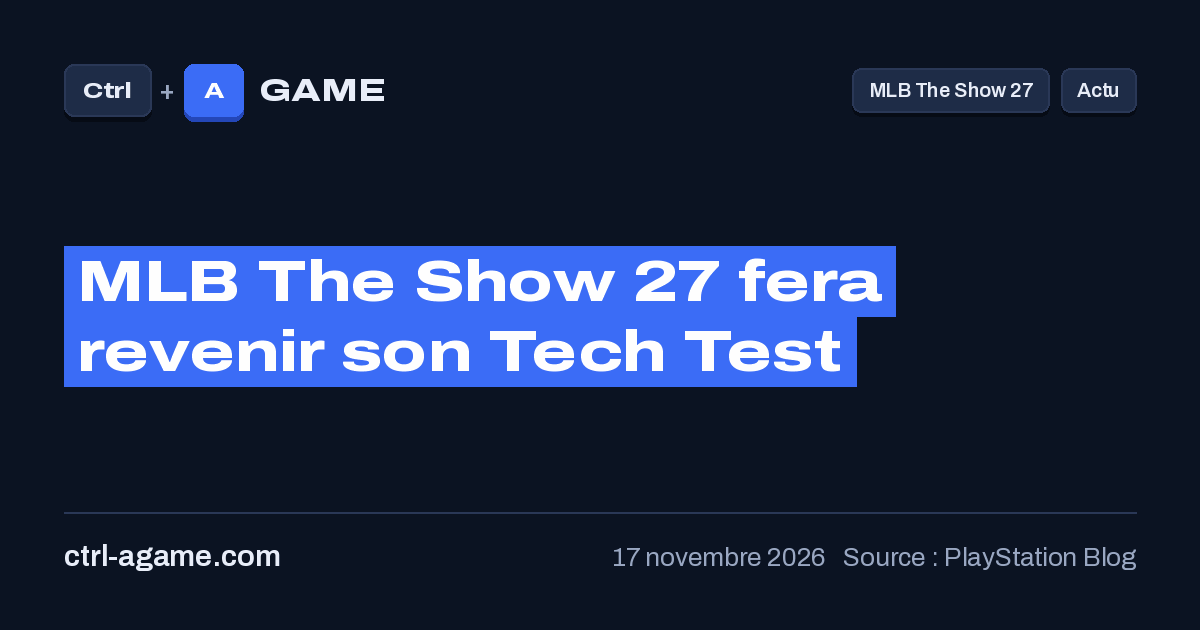 Ctrl + A GAME
MLB The Show 27 Actu
MLB The Show 27 fera
revenir son Tech Test
ctrl-agame.com
17 novembre 2026 Source : PlayStation Blog